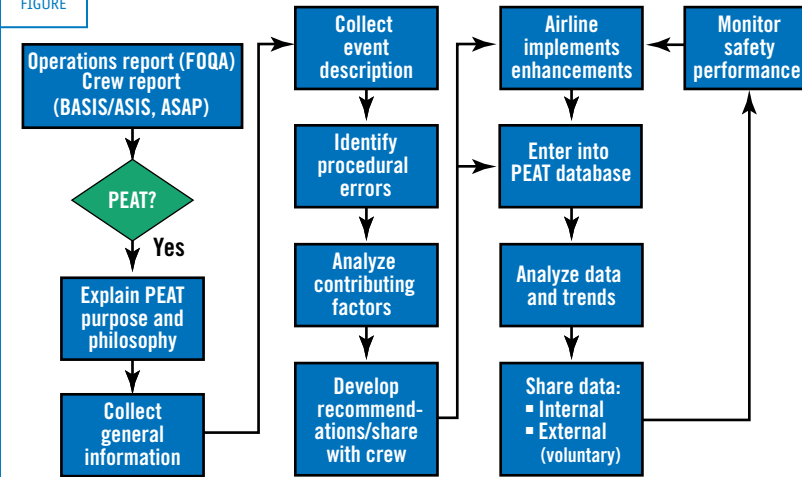 FIGURE
Operations report (FOQA)
Crew report
(BASIS/ASIS, ASAP)
PEAT?
Yes
Explain PEAT
purpose and
philosophy
Collect
general
information
Collect
event
description
Identify
procedural
errors
Analyze
contributing
factors
Develop
recommend-
ations/share
with crew
Airline
implements
enhancements
Enter into
PEAT database
Analyze data
and trends
Share data:
▪ Internal
▪ External
(voluntary)
Monitor
safety
performance